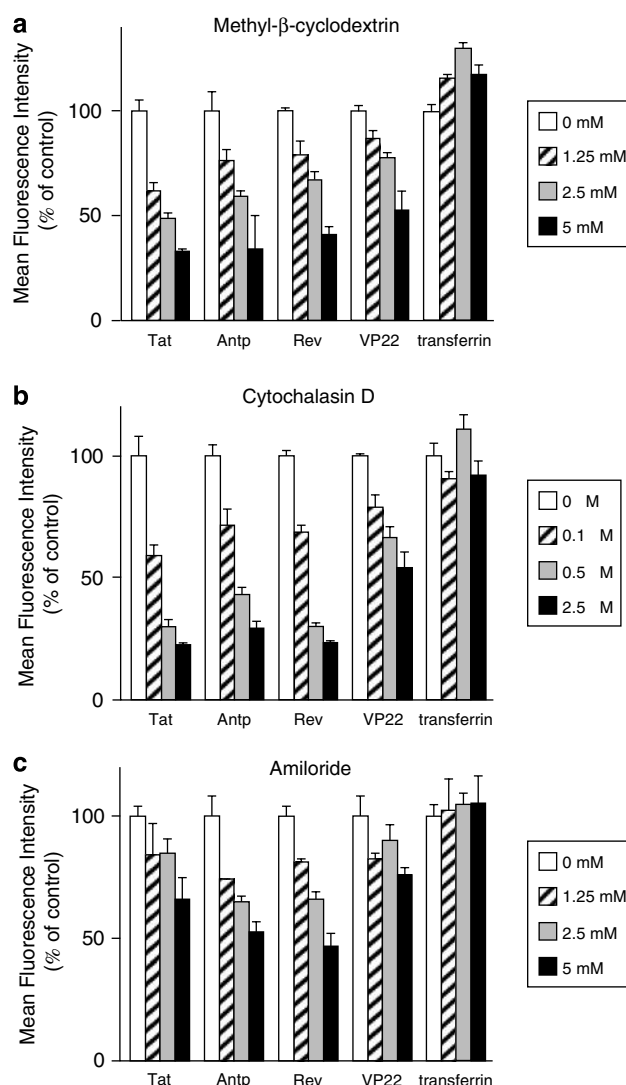 a
Methyl-β-cyclodextrin
Mean Fluorescence Intensity
(% of control)
100
50
0
Tat Antp Rev VP22 transferrin
0 mM
1.25 mM
2.5 mM
5 mM
b
Cytochalasin D
Mean Fluorescence Intensity
(% of control)
100
50
0
Tat Antp Rev VP22 transferrin
0 M
0.1 M
0.5 M
2.5 M
c
Amiloride
Mean Fluorescence Intensity
(% of control)
100
50
0
Tat Antp Rev VP22 transferrin
0 mM
1.25 mM
2.5 mM
5 mM